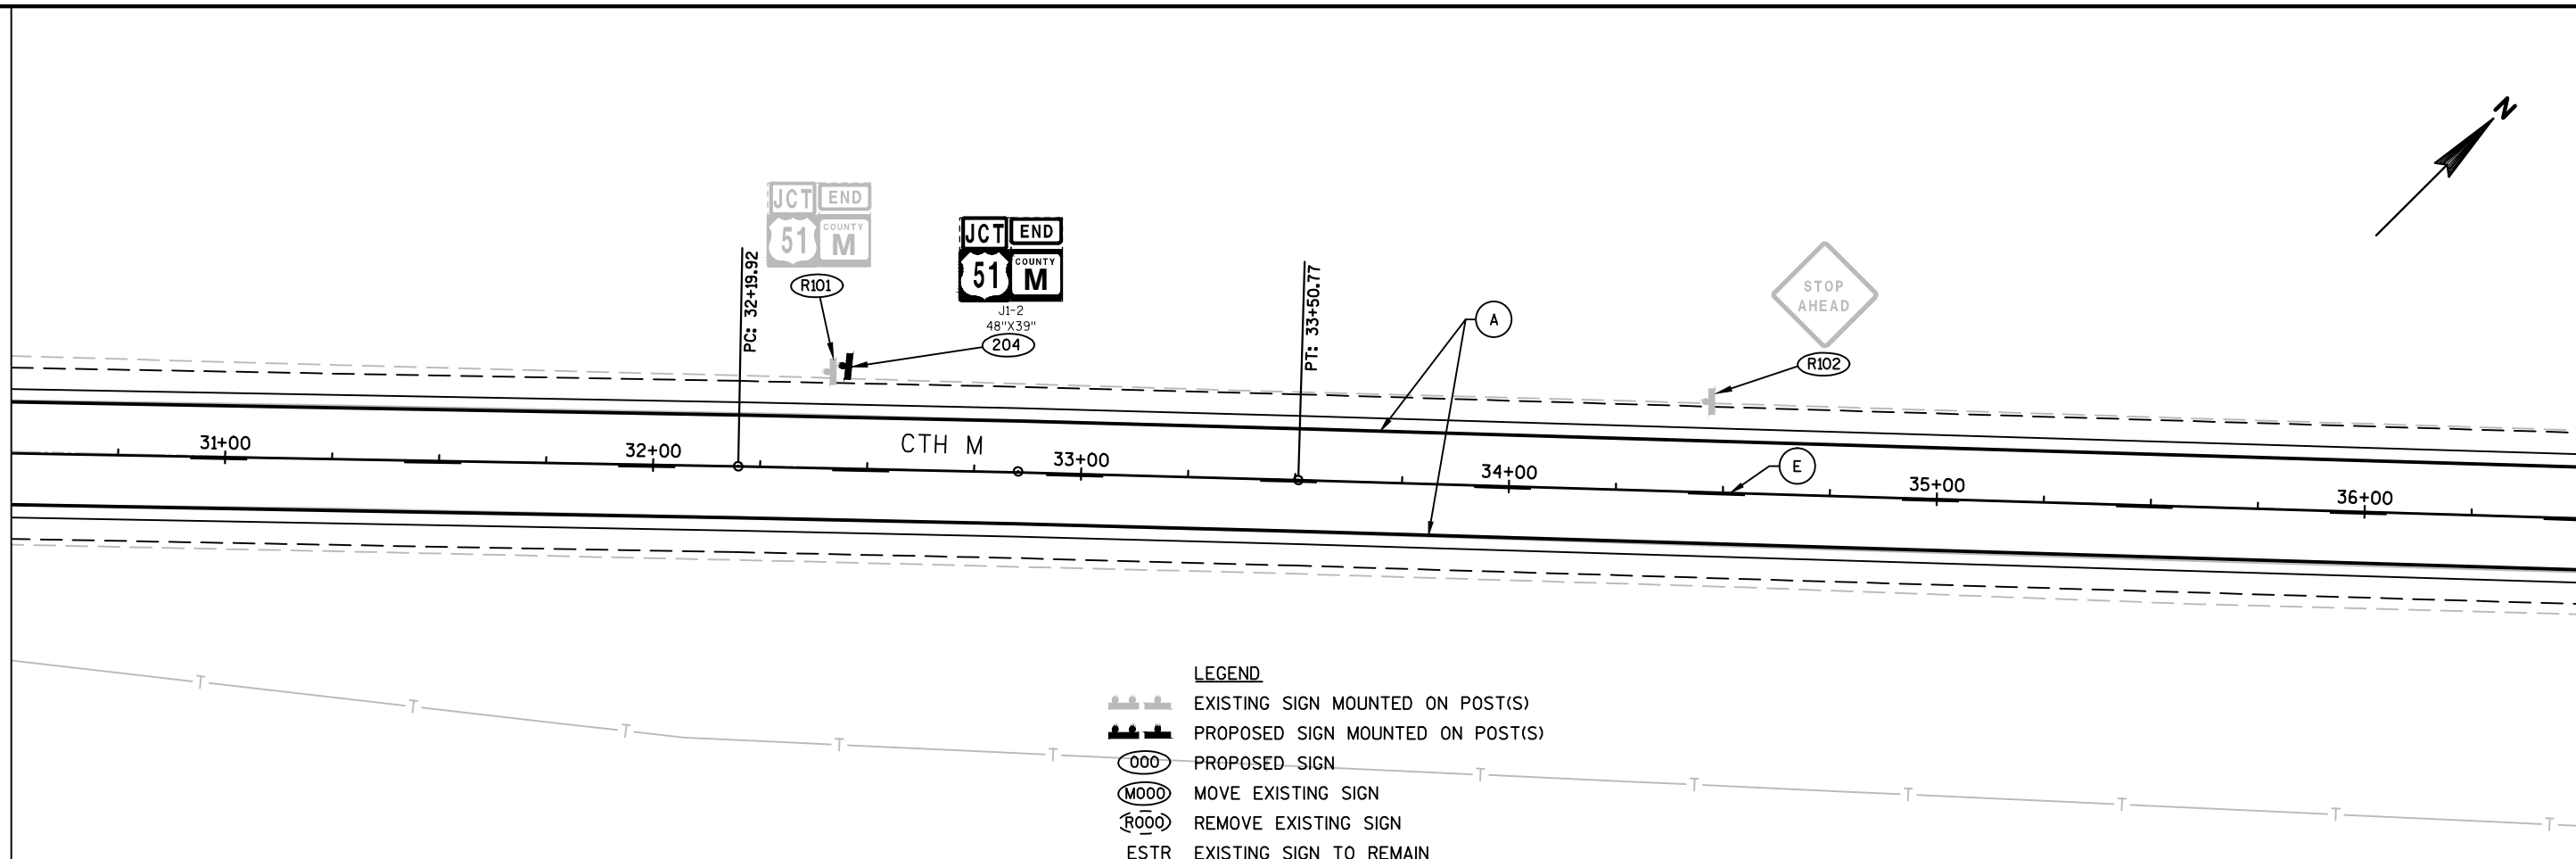 N
JCT END
51 COUNTY M
R101
JCT END
51 COUNTY M
J1-2
48"X39"
204
PC: 32+19.92
PT: 33+50.77
A
STOP
AHEAD
R102
31+00
32+00
CTH M
33+00
34+00
E
35+00
36+00
T T T T T T T T T T T
LEGEND
EXISTING SIGN MOUNTED ON POST(S)
PROPOSED SIGN MOUNTED ON POST(S)
000 PROPOSED SIGN
M000 MOVE EXISTING SIGN
R000 REMOVE EXISTING SIGN
ESTR EXISTING SIGN TO REMAIN